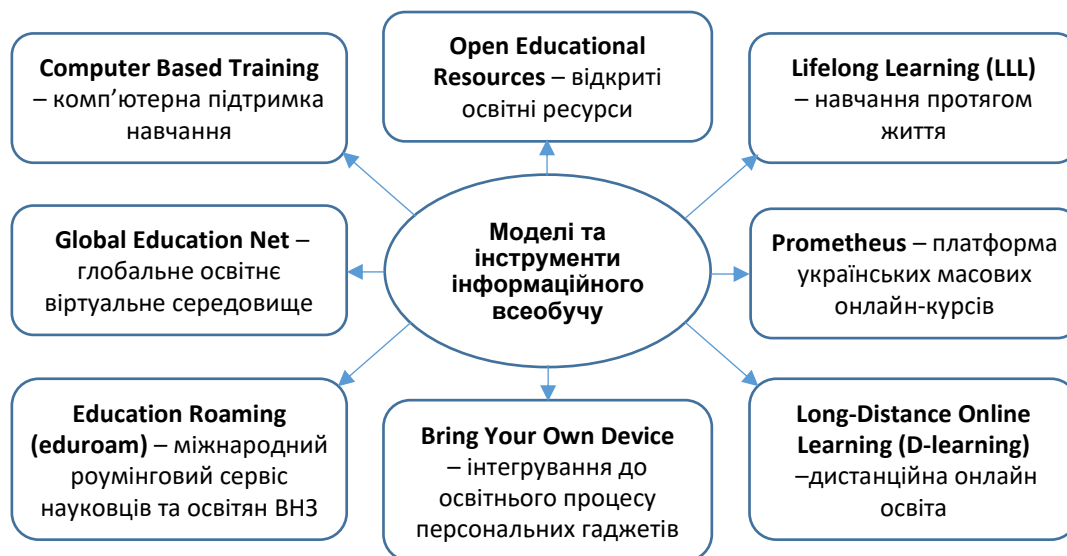 Computer Based Training
– комп’ютерна підтримка
навчання
Open Educational
Resources – відкриті
освітні ресурси
Lifelong Learning (LLL)
– навчання протягом
життя
Global Education Net –
глобальне освітнє
віртуальне середовище
Моделі та
інструменти
інформаційного
всеобучу
Prometheus – платформа
українських масових
онлайн-курсів
Education Roaming
(eduroam) – міжнародний
роумінговий сервіс
науковців та освітян ВНЗ
Bring Your Own Device
– інтегрування до
освітнього процесу
персональних гаджетів
Long-Distance Online
Learning (D-learning)
–дистанційна онлайн
освіта